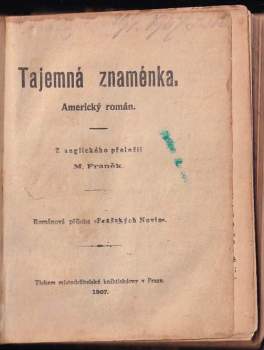 Tajemná znaménka.
Americký román.
Z anglického přeložil
M. Franěk.
Románová příloha »Pražských Novin«.
Tiskem místodržitelské knihtiskárny v Praze.
1907.